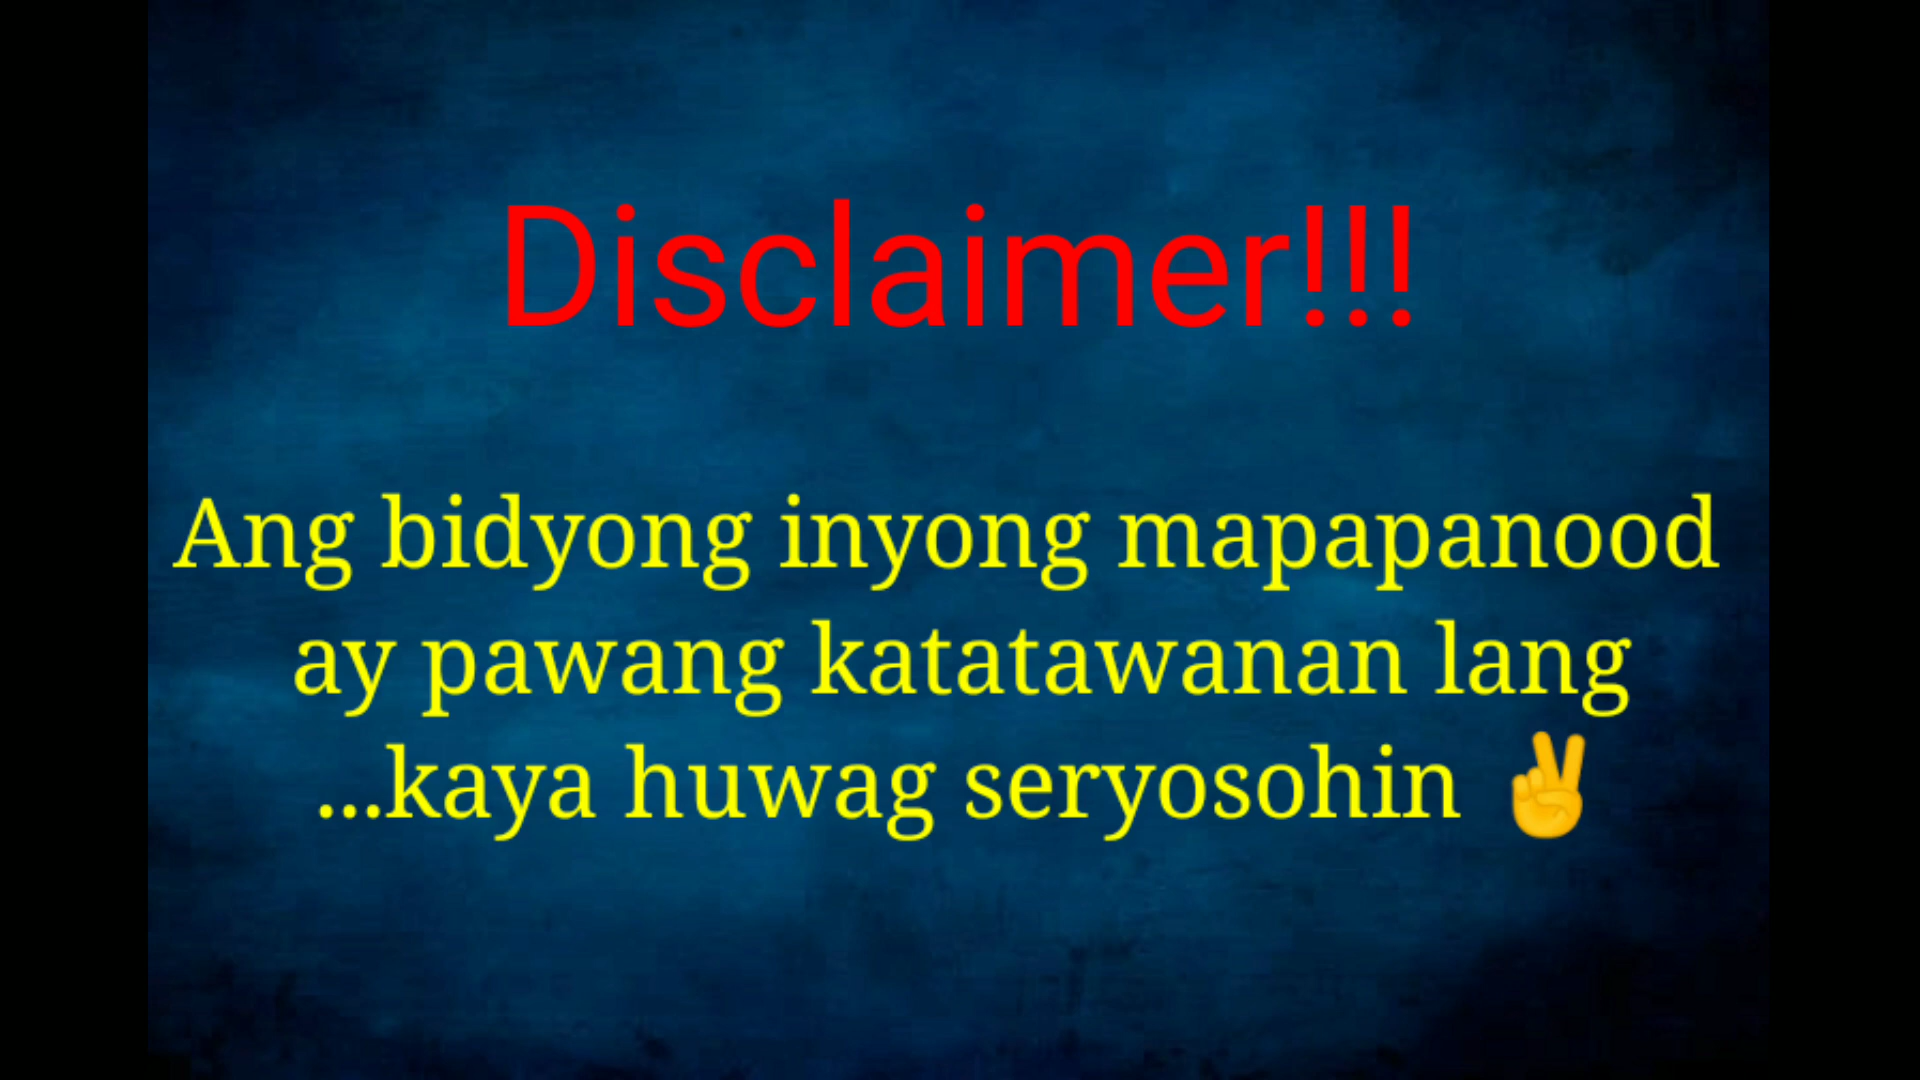 Disclaimer!!!
Ang bidyong inyong mapapanood
ay pawang katatawanan lang
...kaya huwag seryosohin ✌